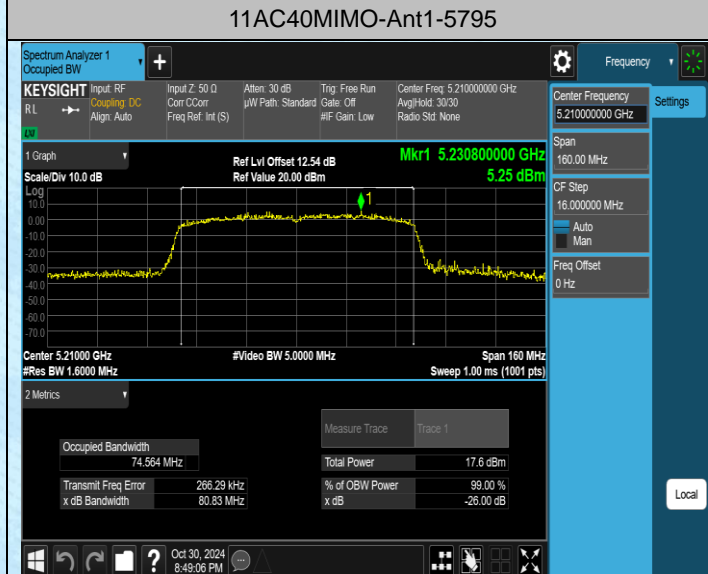 11AC40MIMO-Ant1-5795
Spectrum Analyzer 1
Occupied BW
Frequency
KEYSIGHT
Input: RF
Coupling: DC
Align: Auto
Input Z: 50 Ω
Corr CCorr
Freq Ref: Int (S)
Atten: 30 dB
µW Path: Standard
Trig: Free Run
Gate: Off
#IF Gain: Low
Center Freq: 5.210000000 GHz
Avg|Hold: 30/30
Radio Std: None
R L
Center Frequency
5.210000000 GHz
Settings
Span
160.00 MHz
CF Step
16.000000 MHz
Auto
Man
Freq Offset
0 Hz
1 Graph
Scale/Div 10.0 dB
Ref Lvl Offset 12.54 dB
Ref Value 20.00 dBm
Mkr1 5.230800000 GHz
5.25 dBm
Log
10.0
0.00
-10.0
-20.0
-30.0
-40.0
-50.0
-60.0
-70.0
1
Center 5.21000 GHz
#Res BW 1.6000 MHz
#Video BW 5.0000 MHz
Span 160 MHz
Sweep 1.00 ms (1001 pts)
2 Metrics
Measure Trace
Trace 1
Occupied Bandwidth
74.564 MHz
Total Power
17.6 dBm
Transmit Freq Error
266.29 kHz
% of OBW Power
99.00 %
x dB Bandwidth
80.83 MHz
x dB
-26.00 dB
Local
Oct 30, 2024
8:49:06 PM